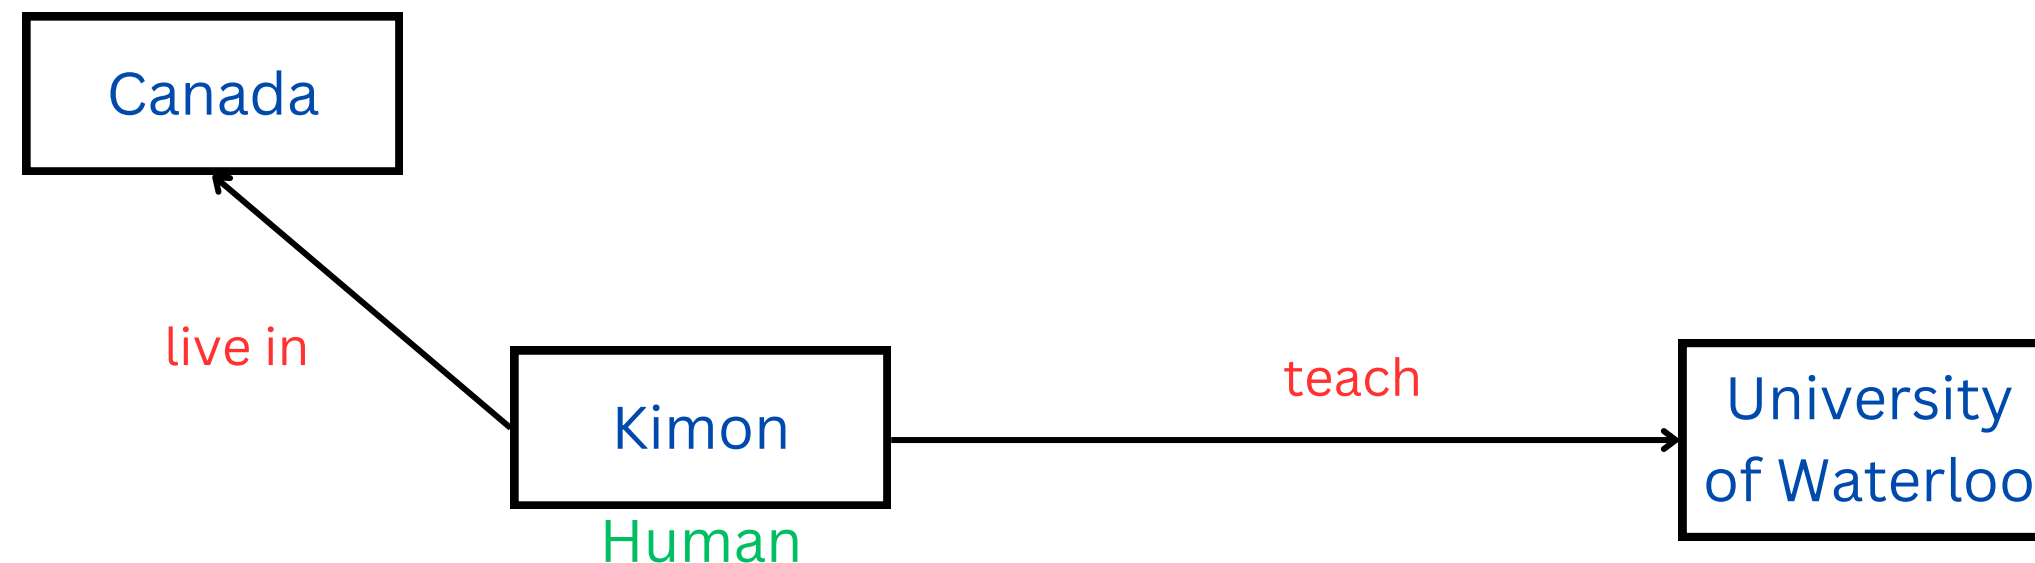 Canada
live in
Kimon
Human
teach
University
of Waterloo